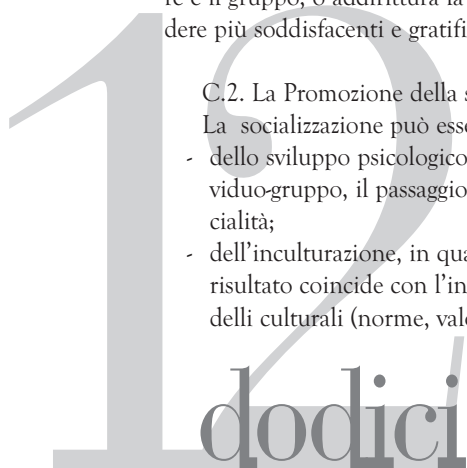 re e il gruppo, o addirittura la
dere più soddisfacenti e gratifi
C.2. La Promozione della s
La socializzazione può esse
- dello sviluppo psicologico
viduo-gruppo, il passaggio
cialità;
- dell'inculturazione, in qua
risultato coincide con l'in
delli culturali (norme, valo
12
dodici